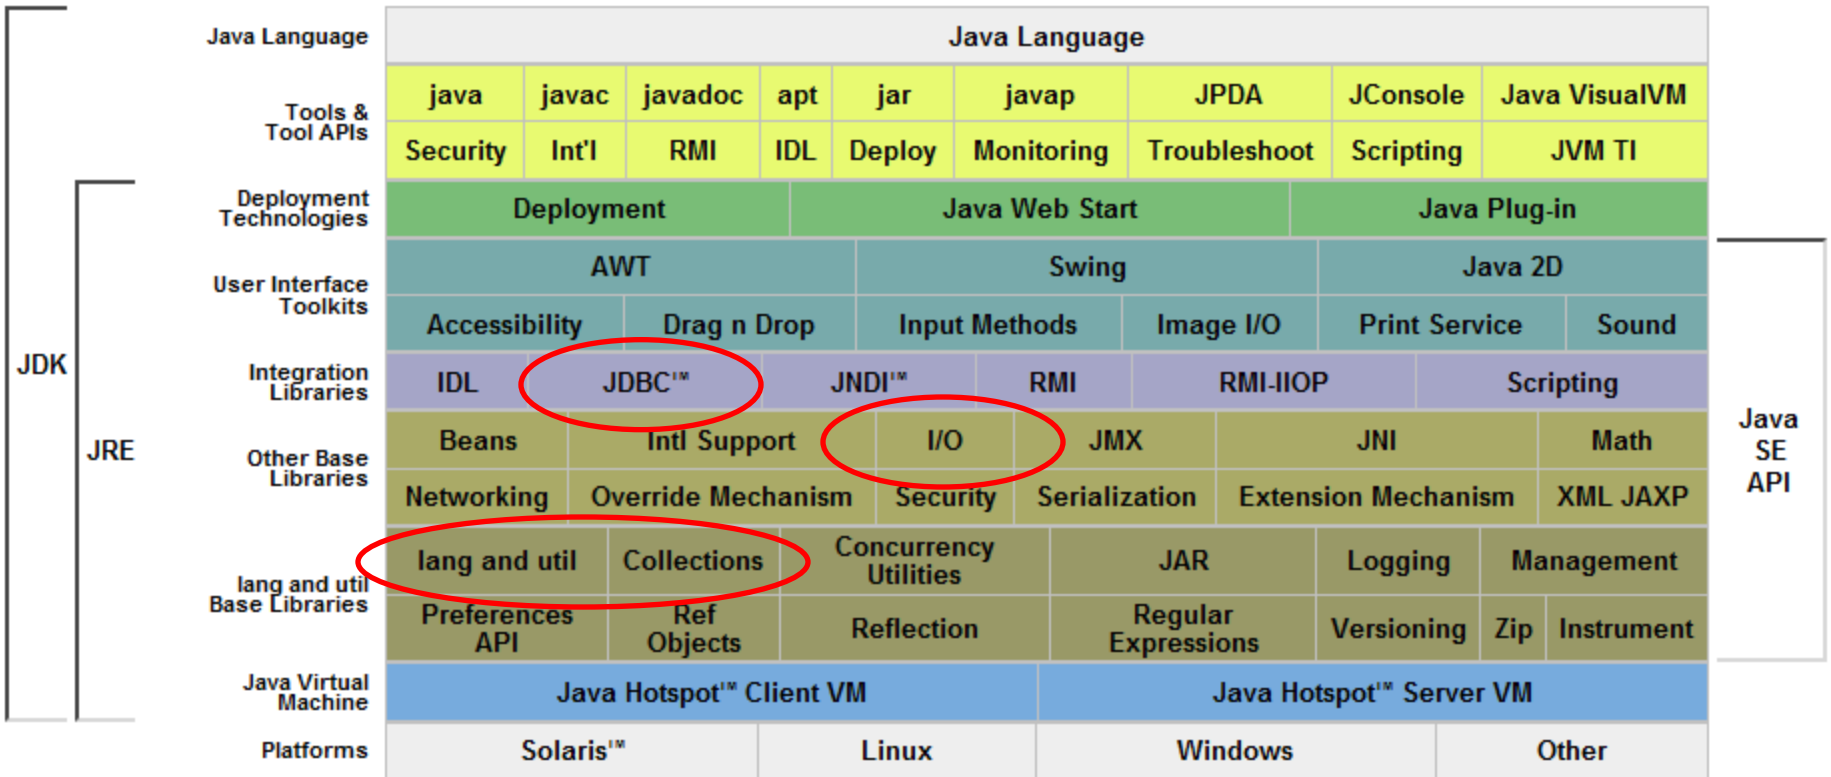 Java Language
Java Language
Tools &
Tool APIs
java javac javadoc apt jar javap JPDA JConsole Java VisualVM
Security Int'l RMI IDL Deploy Monitoring Troubleshoot Scripting JVM TI
Deployment
Technologies
Deployment Java Web Start Java Plug-in
User Interface
Toolkits
AWT Swing Java 2D
Accessibility Drag n Drop Input Methods Image I/O Print Service Sound
Integration
Libraries
IDL JDBC™ JNDI™ RMI RMI-IIOP Scripting
Other Base
Libraries
Beans Intl Support I/O JMX JNI Math
Networking Override Mechanism Security Serialization Extension Mechanism XML JAXP
lang and util
Base Libraries
lang and util Collections Concurrency Utilities JAR Logging Management
Preferences API Ref Objects Reflection Regular Expressions Versioning Zip Instrument
Java Virtual
Machine
Java Hotspot™ Client VM Java Hotspot™ Server VM
Platforms
Solaris™ Linux Windows Other
JDK
JRE
Java
SE
API